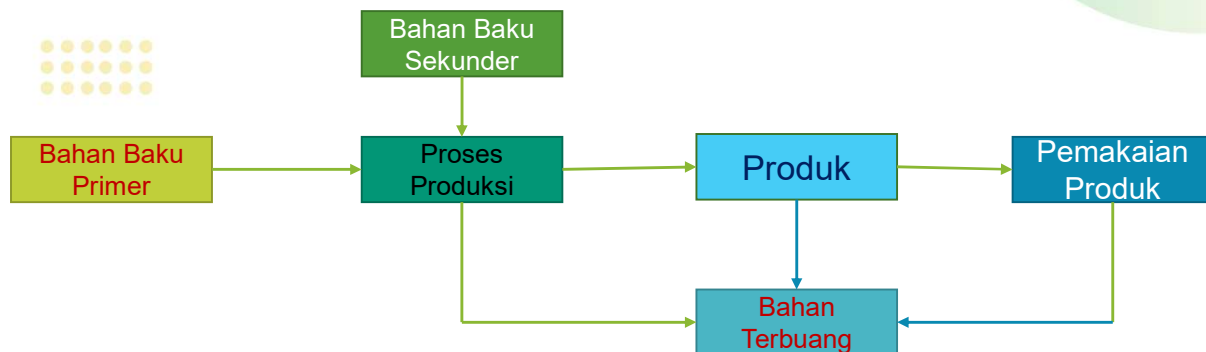 Bahan Baku
Sekunder
Bahan Baku
Primer
Proses
Produksi
Produk
Pemakaian
Produk
Bahan
Terbuang